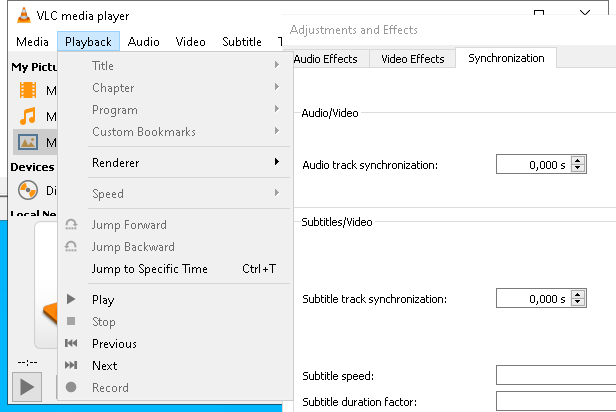 VLC media player
Media Playback Audio Video Subtitle
My Pictu
M
M
M
Devices
Di
Local Ne
--:--
Title
Chapter
Program
Custom Bookmarks
Renderer
Speed
Jump Forward
Jump Backward
Jump to Specific Time Ctrl+T
Play
Stop
Previous
Next
Record
Adjustments and Effects
Audio Effects Video Effects Synchronization
Audio/Video
Audio track synchronization: 0,000 s
Subtitles/Video
Subtitle track synchronization: 0,000 s
Subtitle speed:
Subtitle duration factor: